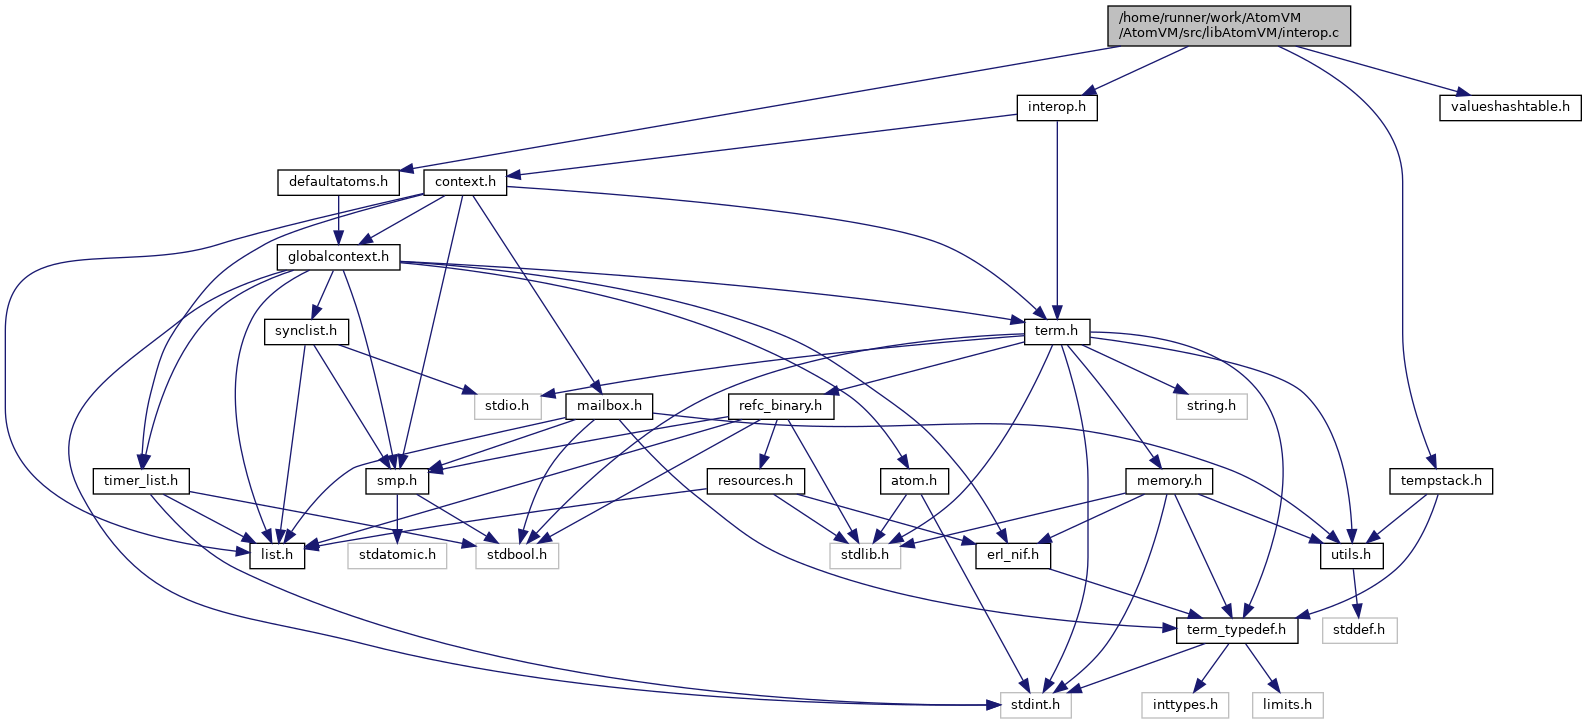 /home/runner/work/AtomVM
/AtomVM/src/libAtomVM/interop.c
interop.h
valueshashtable.h
defaultatoms.h
context.h
globalcontext.h
synclist.h
term.h
stdio.h
mailbox.h
refc_binary.h
string.h
timer_list.h
smp.h
resources.h
atom.h
memory.h
tempstack.h
list.h
stdatomic.h
stdbool.h
stdlib.h
erl_nif.h
utils.h
term_typedef.h
stddef.h
stdint.h
inttypes.h
limits.h